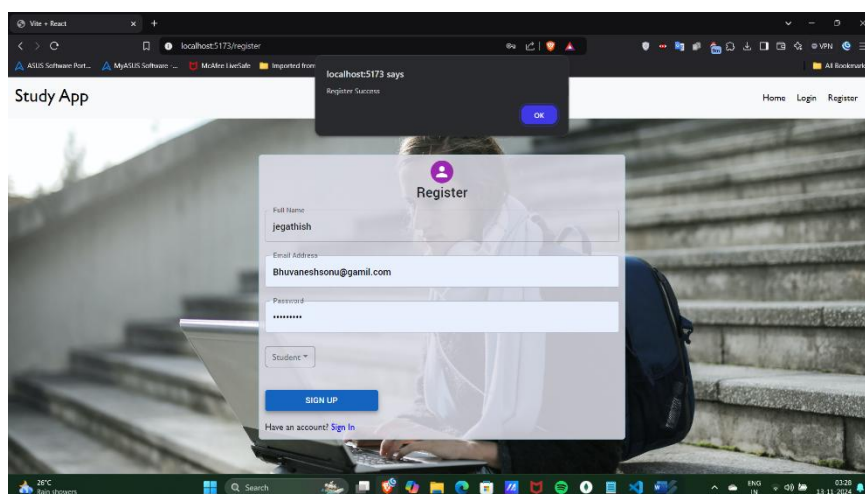 Vite + React
localhost:5173/register
VPN
ASUS Software Port...
MyASUS Software -...
McAfee LiveSafe
Imported from
All Bookmark
localhost:5173 says
Register Success
OK
Study App
Home Login Register
Register
Full Name
jegathish
Email Address
Bhuvaneshsonu@gamil.com
Password
Student
SIGN UP
Have an account? Sign In
26°C
Rain showers
Search
ENG
IN
03:28
13-11-2024